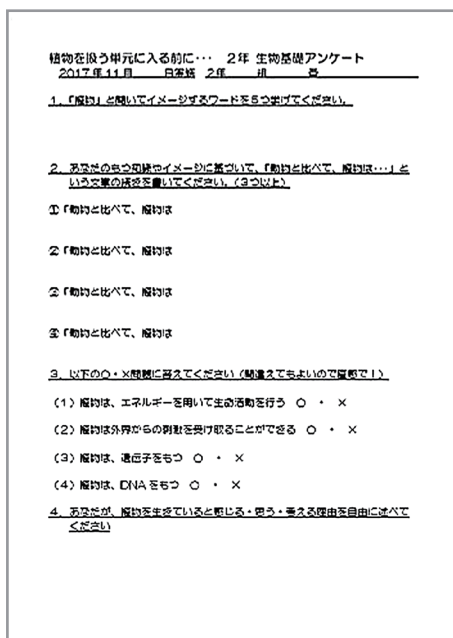 植物を扱う単元に入る前に･･･　2年 生物基礎アンケート
2017年11月　　日実施　2年　　組　　番
1．「植物」と聞いてイメージするワードを5つ挙げてください。
2．あなたのもつ知識やイメージに基づいて、「動物と比べて、植物は･･･」と
いう文章の続きを書いてください。（3つ以上）
①「動物と比べて、植物は
②「動物と比べて、植物は
③「動物と比べて、植物は
④「動物と比べて、植物は
3．以下の○・×問題に答えてください（間違えてもよいので直感で！）
（1）植物は、エネルギーを用いて生命活動を行う　○　・　×
（2）植物は外界からの刺激を受け取ることができる　○　・　×
（3）植物は、遺伝子をもつ　○　・　×
（4）植物は、DNAをもつ　○　・　×
4．あなたが、植物を生きていると感じる・思う・考える理由を自由に述べて
ください